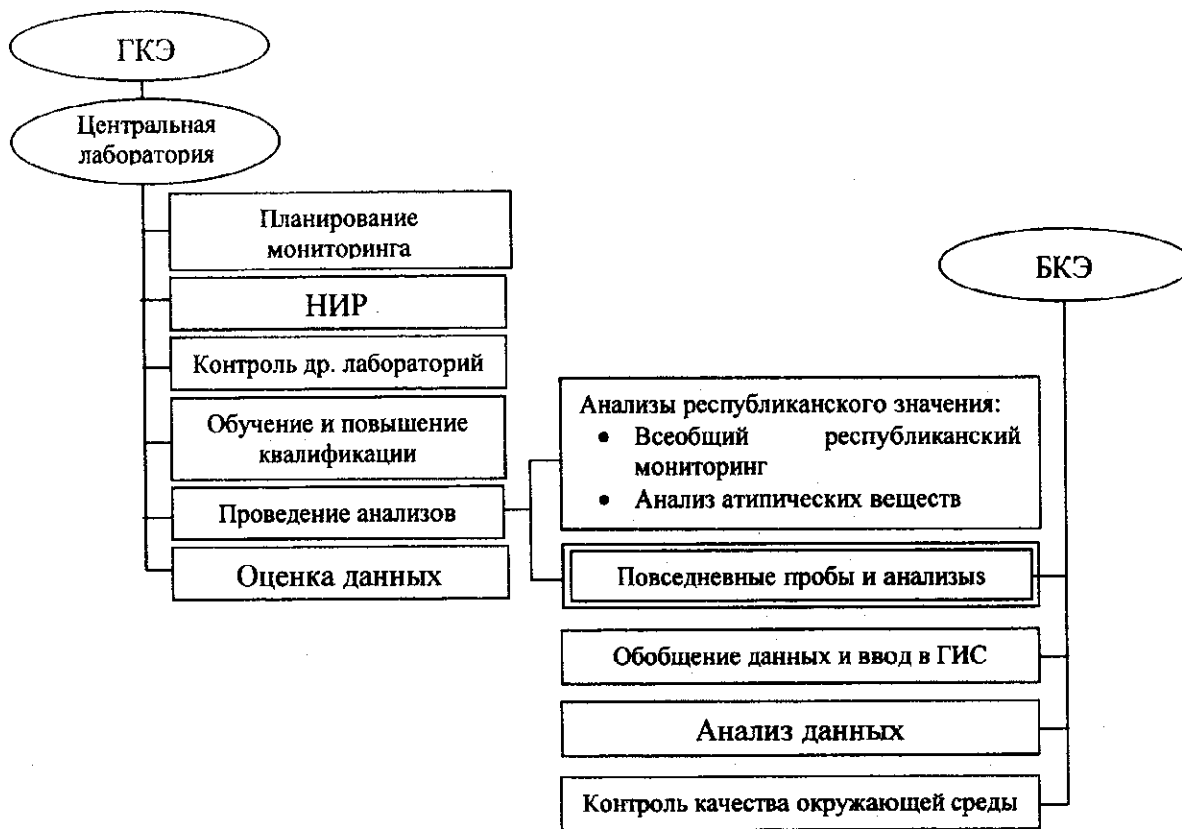 ГКЭ
Центральная
лаборатория
Планирование
мониторинга
НИР
Контроль др. лабораторий
Обучение и повышение
квалификации
Проведение анализов
Оценка данных
БКЭ
Анализы республиканского значения:
• Всеобщий республиканский
мониторинг
• Анализ атипических веществ
Повседневные пробы и анализыs
Обобщение данных и ввод в ГИС
Анализ данных
Контроль качества окружающей среды